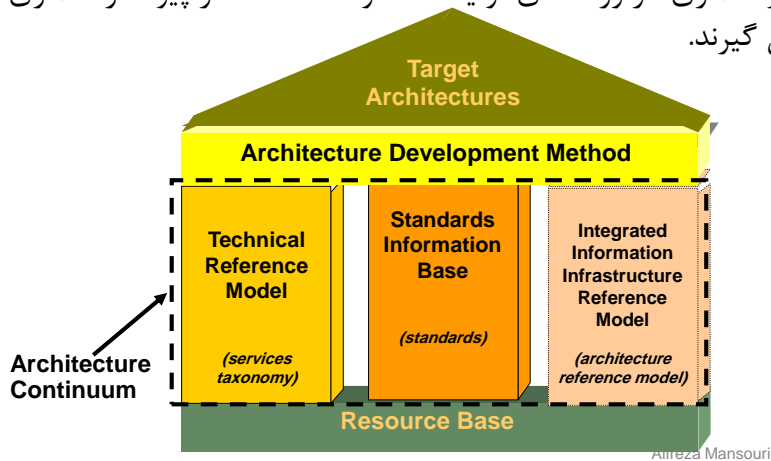 گیرند.
Target
Architectures
Architecture Development Method
Technical
Reference
Model
(services
taxonomy)
Standards
Information
Base
(standards)
Integrated
Information
Infrastructure
Reference
Model
(architecture
reference model)
Architecture
Continuum
Resource Base
Alireza Mansouri